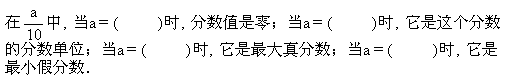 在a/10中，当a＝(　　)时，分数值是零；当a＝(　　)时，它是这个分数
的分数单位；当a＝(　　)时，它是最大真分数；当a＝(　　)时，它是
最小假分数．